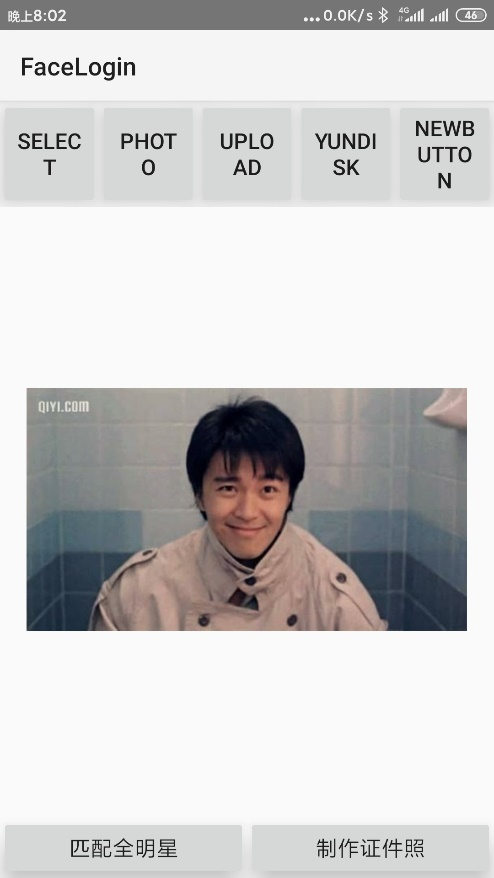 晚上8:02 ...0.0K/s 4G 46
FaceLogin
SELEC
T
PHOT
O
UPLO
AD
YUNDI
SK
NEWB
UTTO
N
QIYI.COM
匹配全明星 制作证件照